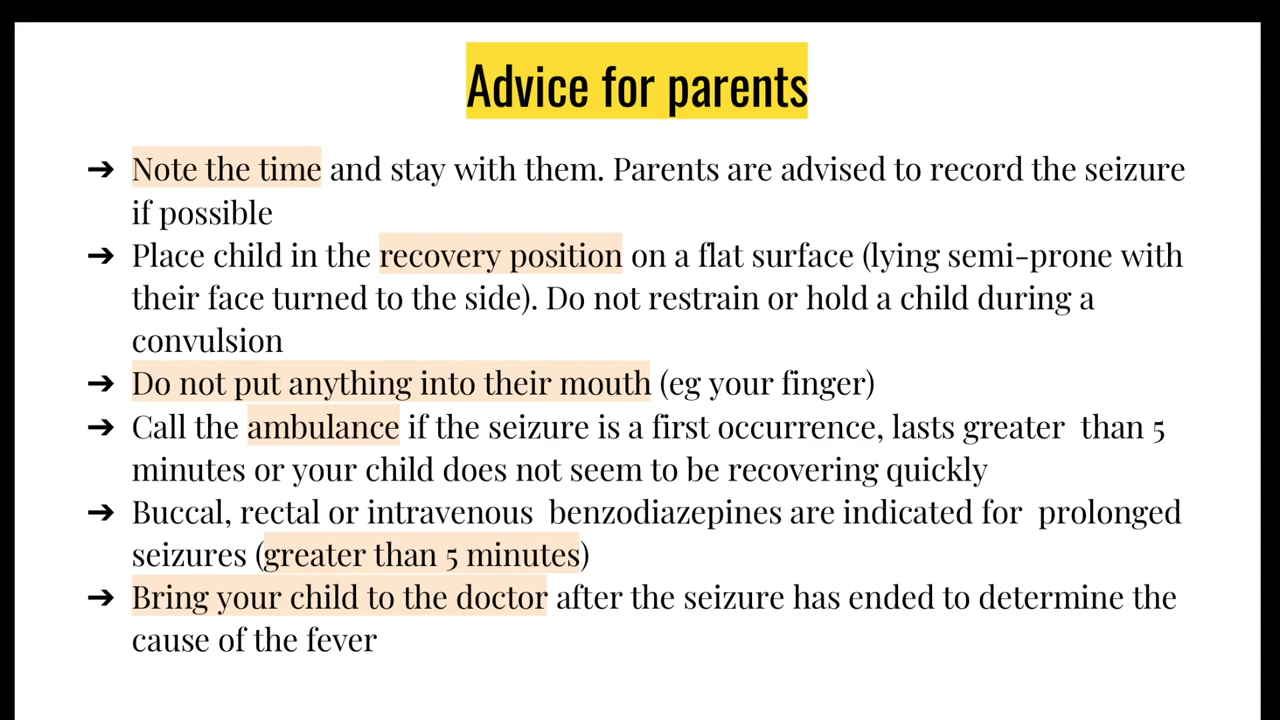 Advice for parents
➔ Note the time and stay with them. Parents are advised to record the seizure
if possible
➔ Place child in the recovery position on a flat surface (lying semi-prone with
their face turned to the side). Do not restrain or hold a child during a
convulsion
➔ Do not put anything into their mouth (eg your finger)
➔ Call the ambulance if the seizure is a first occurrence, lasts greater  than 5
minutes or your child does not seem to be recovering quickly
➔ Buccal, rectal or intravenous  benzodiazepines are indicated for  prolonged
seizures (greater than 5 minutes)
➔ Bring your child to the doctor after the seizure has ended to determine the
cause of the fever